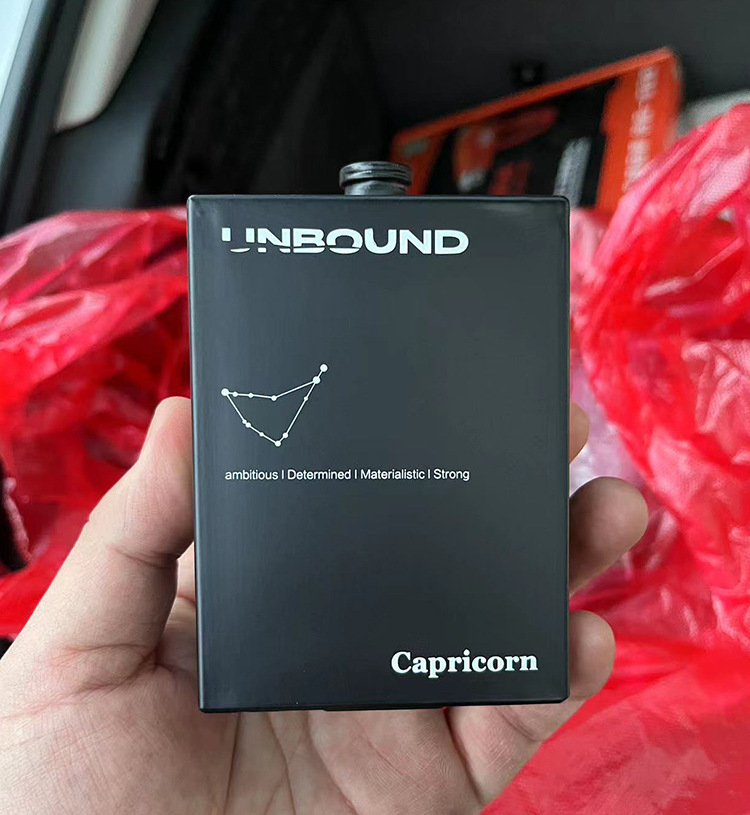 UNBOUND
ambitious | Determined | Materialistic | Strong
Capricorn